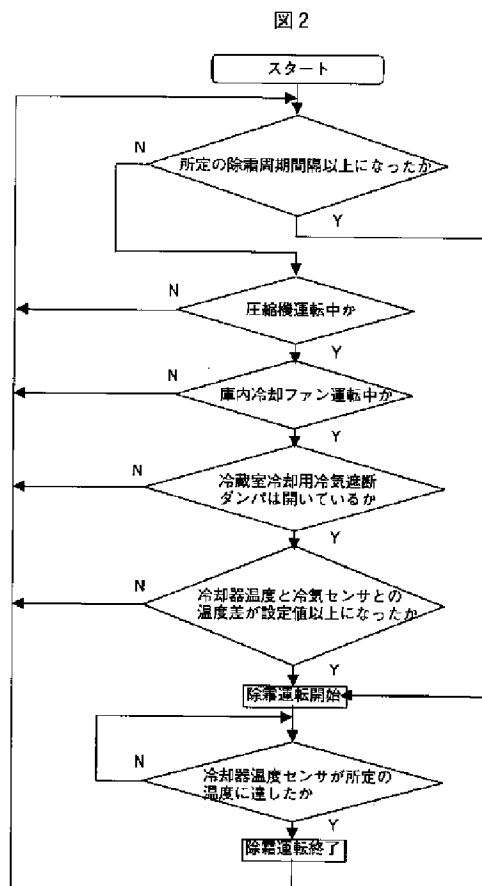 図2
スタート
N
所定の除霜周期間隔以上になったか
Y
N
圧縮機運転中か
Y
N
庫内冷却ファン運転中か
Y
N
冷蔵室冷却用冷気遮断
ダンパは開いているか
Y
N
冷却器温度と冷気センサとの
温度差が設定値以上になったか
Y
除霜運転開始
N
冷却器温度センサが所定の
温度に達したか
Y
除霜運転終了